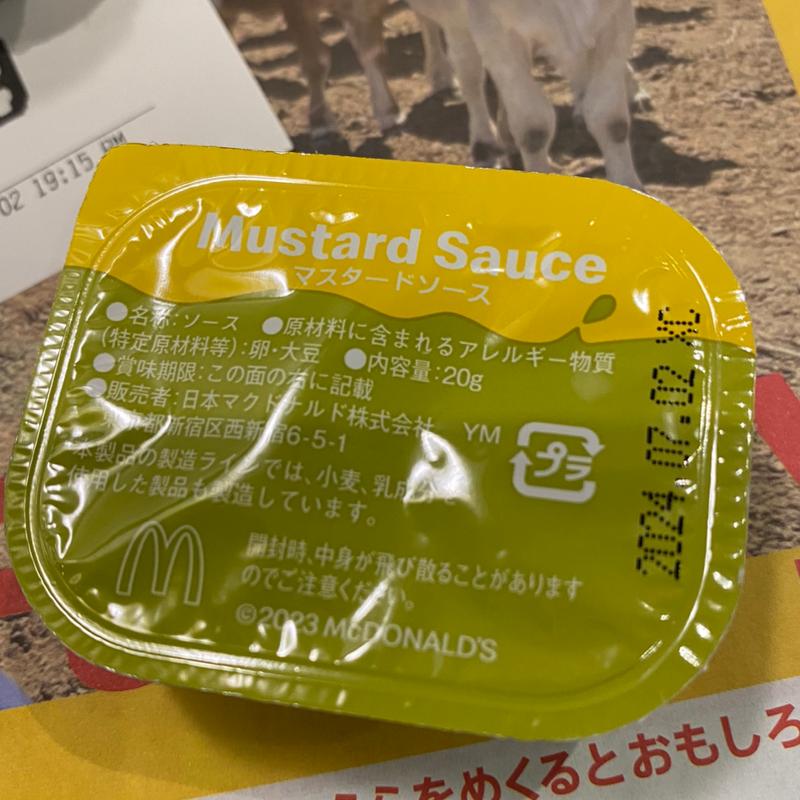 02 19:15 PM
Mustard Sauce
マスタードソース
●名称:ソース ●原材料に含まれるアレルギー物質
(特定原材料等):卵・大豆 ●内容量:20g
●賞味期限:この面の右に記載
●販売者:日本マクドナルド株式会社 YM
東京都新宿区西新宿6-5-1
本製品の製造ラインでは、小麦、乳成分を
使用した製品も製造しています。
プラ
開封時、中身が飛び散ることがあります
のでご注意ください。
©2023 McDONALD'S
2024.07.02 XC
らをめくるとおもしろ